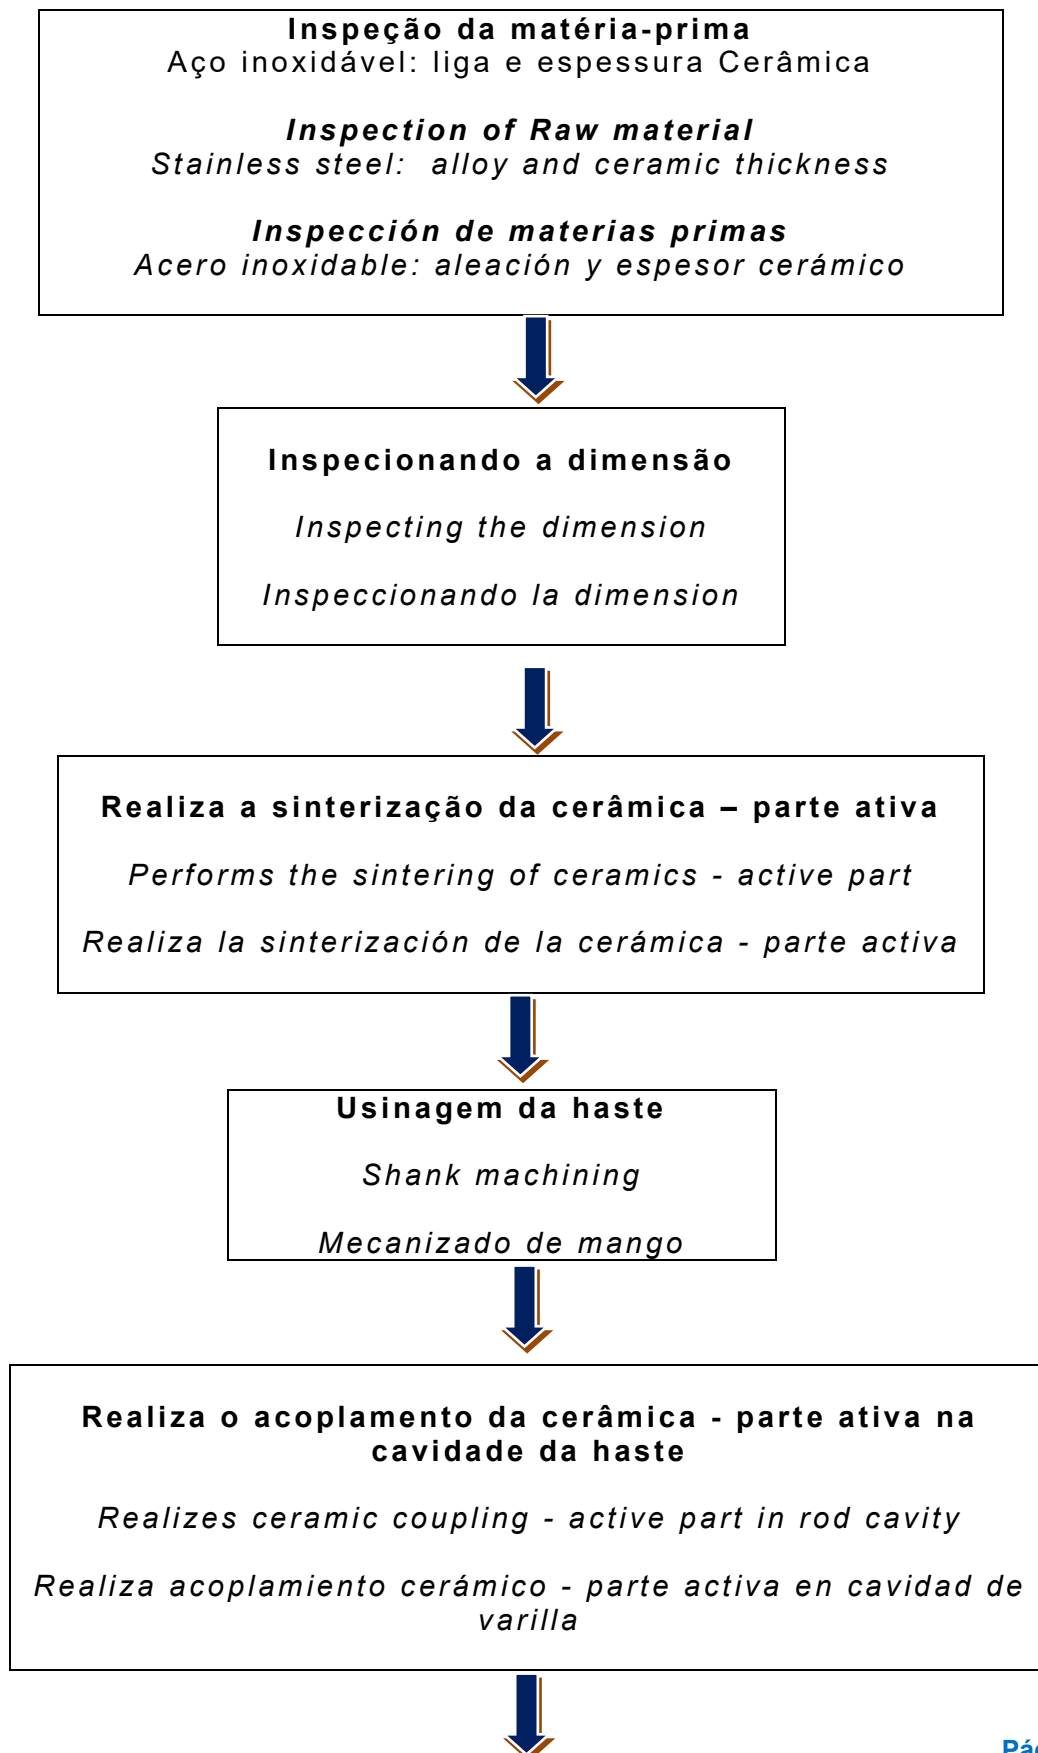 Inspeção da matéria-prima
Aço inoxidável: liga e espessura Cerâmica
Inspection of Raw material
Stainless steel: alloy and ceramic thickness
Inspección de materias primas
Acero inoxidable: aleación y espesor cerámico
Inspecionando a dimensão
Inspecting the dimension
Inspeccionando la dimension
Realiza a sinterização da cerâmica – parte ativa
Performs the sintering of ceramics - active part
Realiza la sinterización de la cerámica - parte activa
Usinagem da haste
Shank machining
Mecanizado de mango
Realiza o acoplamento da cerâmica - parte ativa na
cavidade da haste
Realizes ceramic coupling - active part in rod cavity
Realiza acoplamiento cerámico - parte activa en cavidad de
varilla